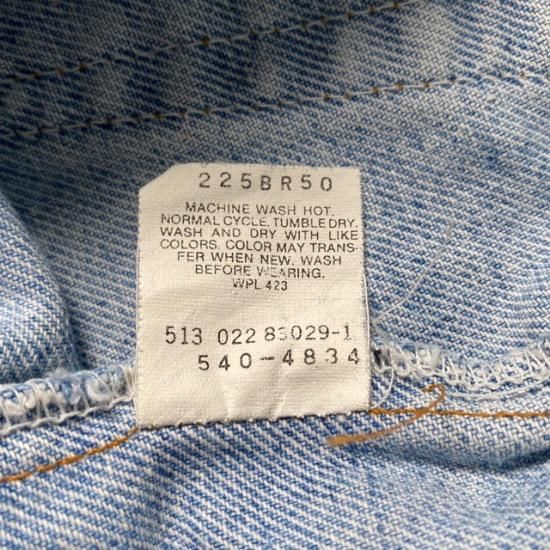 225BR50
MACHINE WASH HOT.
NORMAL CYCLE. TUMBLE DRY.
WASH AND DRY WITH LIKE
COLORS. COLOR MAY TRANS-
FER WHEN NEW. WASH
BEFORE WEARING.
WPL 423
513 022 83029-1
540-4834